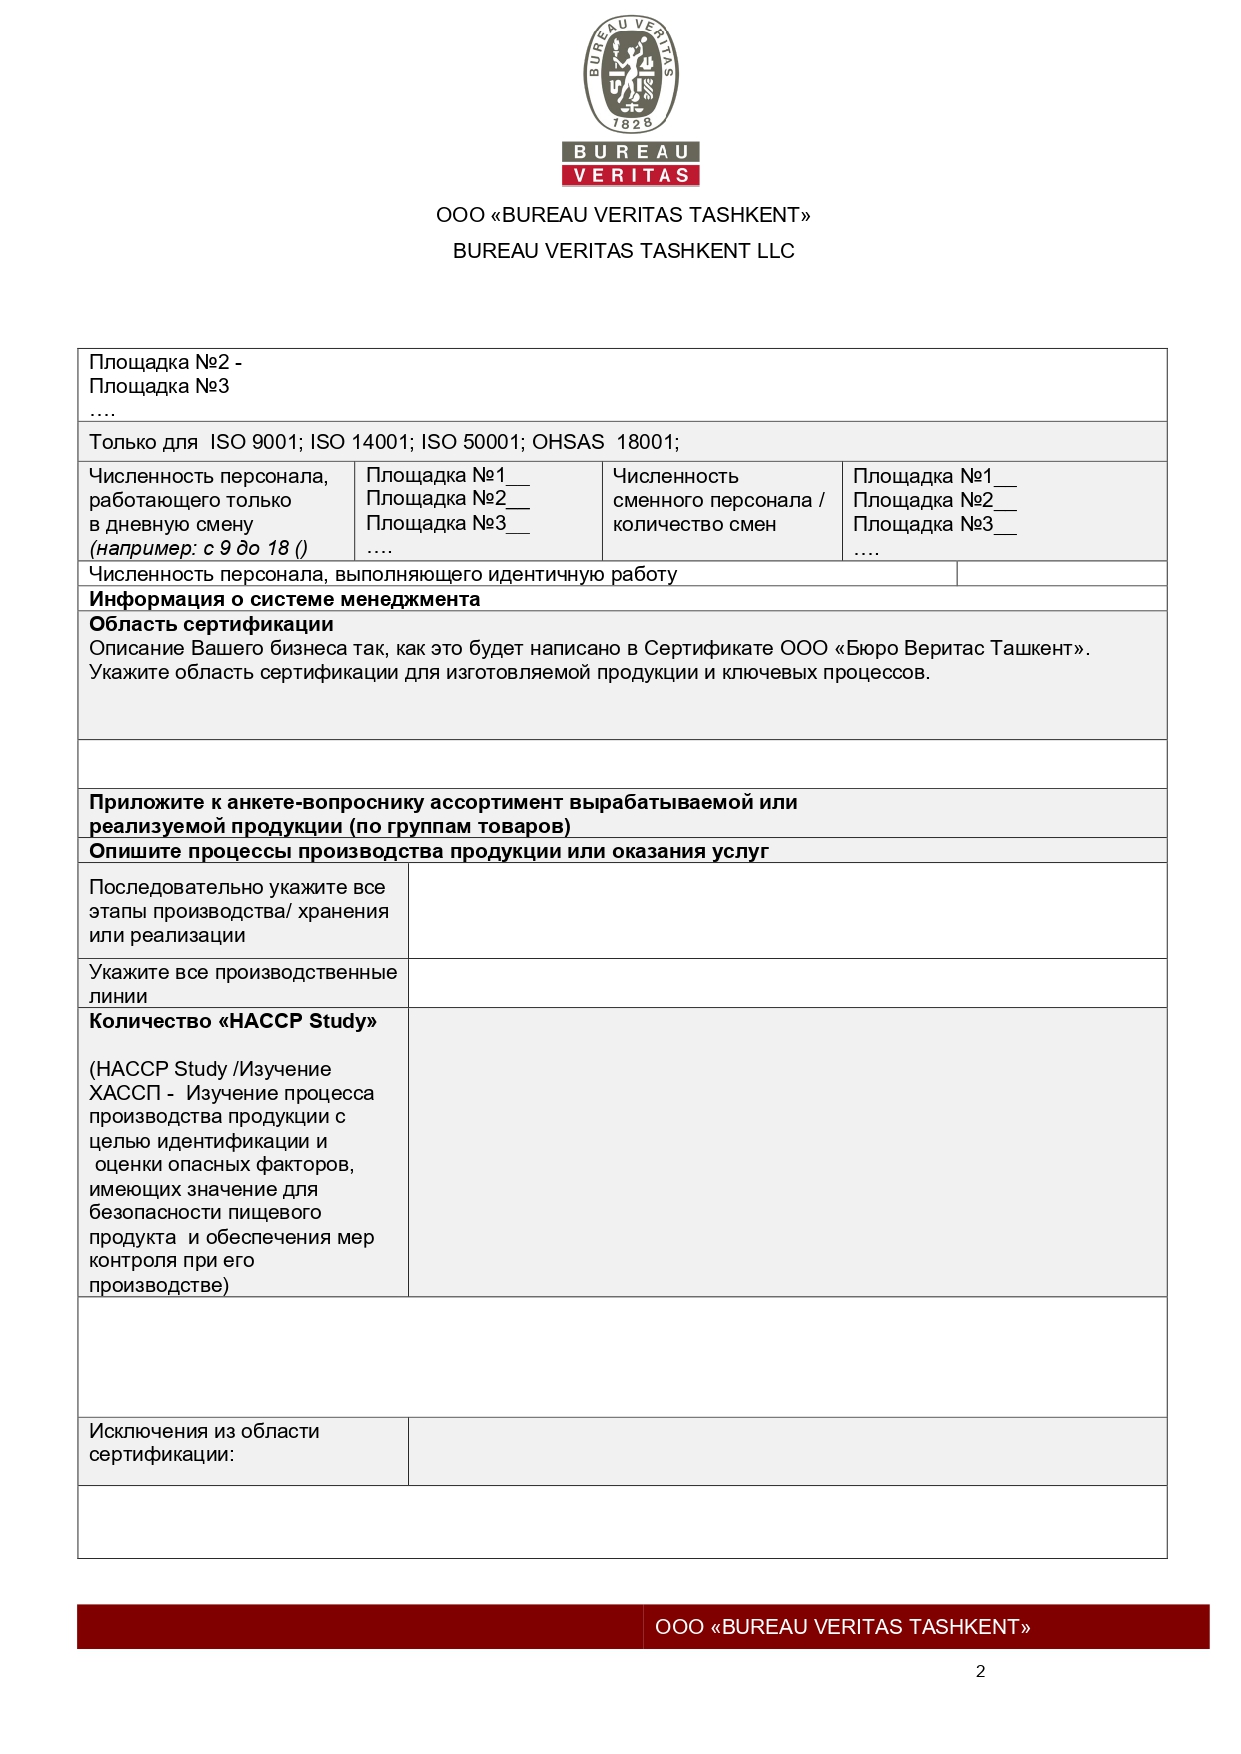 BUREAU VERITAS
1828
BUREAU
VERITAS
ООО «BUREAU VERITAS TASHKENT»
BUREAU VERITAS TASHKENT LLC
Площадка №2 -
Площадка №3
….
Только для  ISO 9001; ISO 14001; ISO 50001; OHSAS  18001;
Численность персонала,
работающего только
в дневную смену
(например: с 9 до 18 ()
Площадка №1__
Площадка №2__
Площадка №3__
….
Численность
сменного персонала /
количество смен
Площадка №1__
Площадка №2__
Площадка №3__
….
Численность персонала, выполняющего идентичную работу
Информация о системе менеджмента
Область сертификации
Описание Вашего бизнеса так, как это будет написано в Сертификате ООО «Бюро Веритас Ташкент».
Укажите область сертификации для изготовляемой продукции и ключевых процессов.
Приложите к анкете-вопроснику ассортимент вырабатываемой или
реализуемой продукции (по группам товаров)
Опишите процессы производства продукции или оказания услуг
Последовательно укажите все
этапы производства/ хранения
или реализации
Укажите все производственные
линии
Количество «HACCP Study»
(HACCP Study /Изучение
ХАССП -  Изучение процесса
производства продукции с
целью идентификации и
оценки опасных факторов,
имеющих значение для
безопасности пищевого
продукта  и обеспечения мер
контроля при его
производстве)
Исключения из области
сертификации:
ООО «BUREAU VERITAS TASHKENT»
2